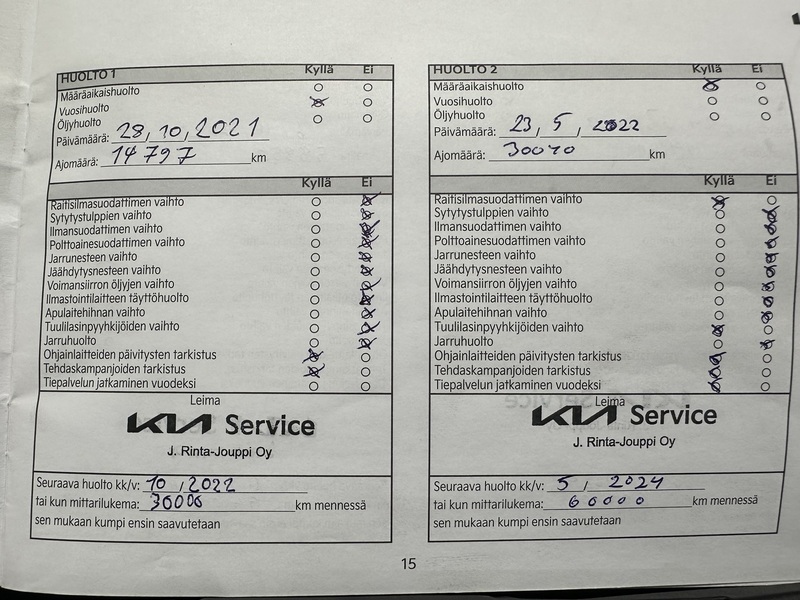 HUOLTO 1 Kyllä Ei
Määräaikaishuolto
Vuosihuolto
Öljyhuolto
Päivämäärä: 28, 10, 2021
Ajomäärä: 14 797 km
Kyllä Ei
Raitisilmasuodattimen vaihto
Sytytystulppien vaihto
Ilmansuodattimen vaihto
Polttoainesuodattimen vaihto
Jarrunesteen vaihto
Jäähdytysnesteen vaihto
Voimansiirron öljyjen vaihto
Ilmastointilaitteen täyttöhuolto
Apulaitehihnan vaihto
Tuulilasinpyyhkijöiden vaihto
Jarruhuolto
Ohjainlaitteiden päivitysten tarkistus
Tehdaskampanjoiden tarkistus
Tiepalvelun jatkaminen vuodeksi
Leima
KIA Service
J. Rinta-Jouppi Oy
Seuraava huolto kk/v: 10 , 2022
tai kun mittarilukema: 30000 km mennessä
sen mukaan kumpi ensin saavutetaan
HUOLTO 2 Kyllä Ei
Määräaikaishuolto
Vuosihuolto
Öljyhuolto
Päivämäärä: 23, 5, 2022
Ajomäärä: 30040 km
Kyllä Ei
Raitisilmasuodattimen vaihto
Sytytystulppien vaihto
Ilmansuodattimen vaihto
Polttoainesuodattimen vaihto
Jarrunesteen vaihto
Jäähdytysnesteen vaihto
Voimansiirron öljyjen vaihto
Ilmastointilaitteen täyttöhuolto
Apulaitehihnan vaihto
Tuulilasinpyyhkijöiden vaihto
Jarruhuolto
Ohjainlaitteiden päivitysten tarkistus
Tehdaskampanjoiden tarkistus
Tiepalvelun jatkaminen vuodeksi
Leima
KIA Service
J. Rinta-Jouppi Oy
Seuraava huolto kk/v: 5 / 2024
tai kun mittarilukema: 60000 km mennessä
sen mukaan kumpi ensin saavutetaan
15